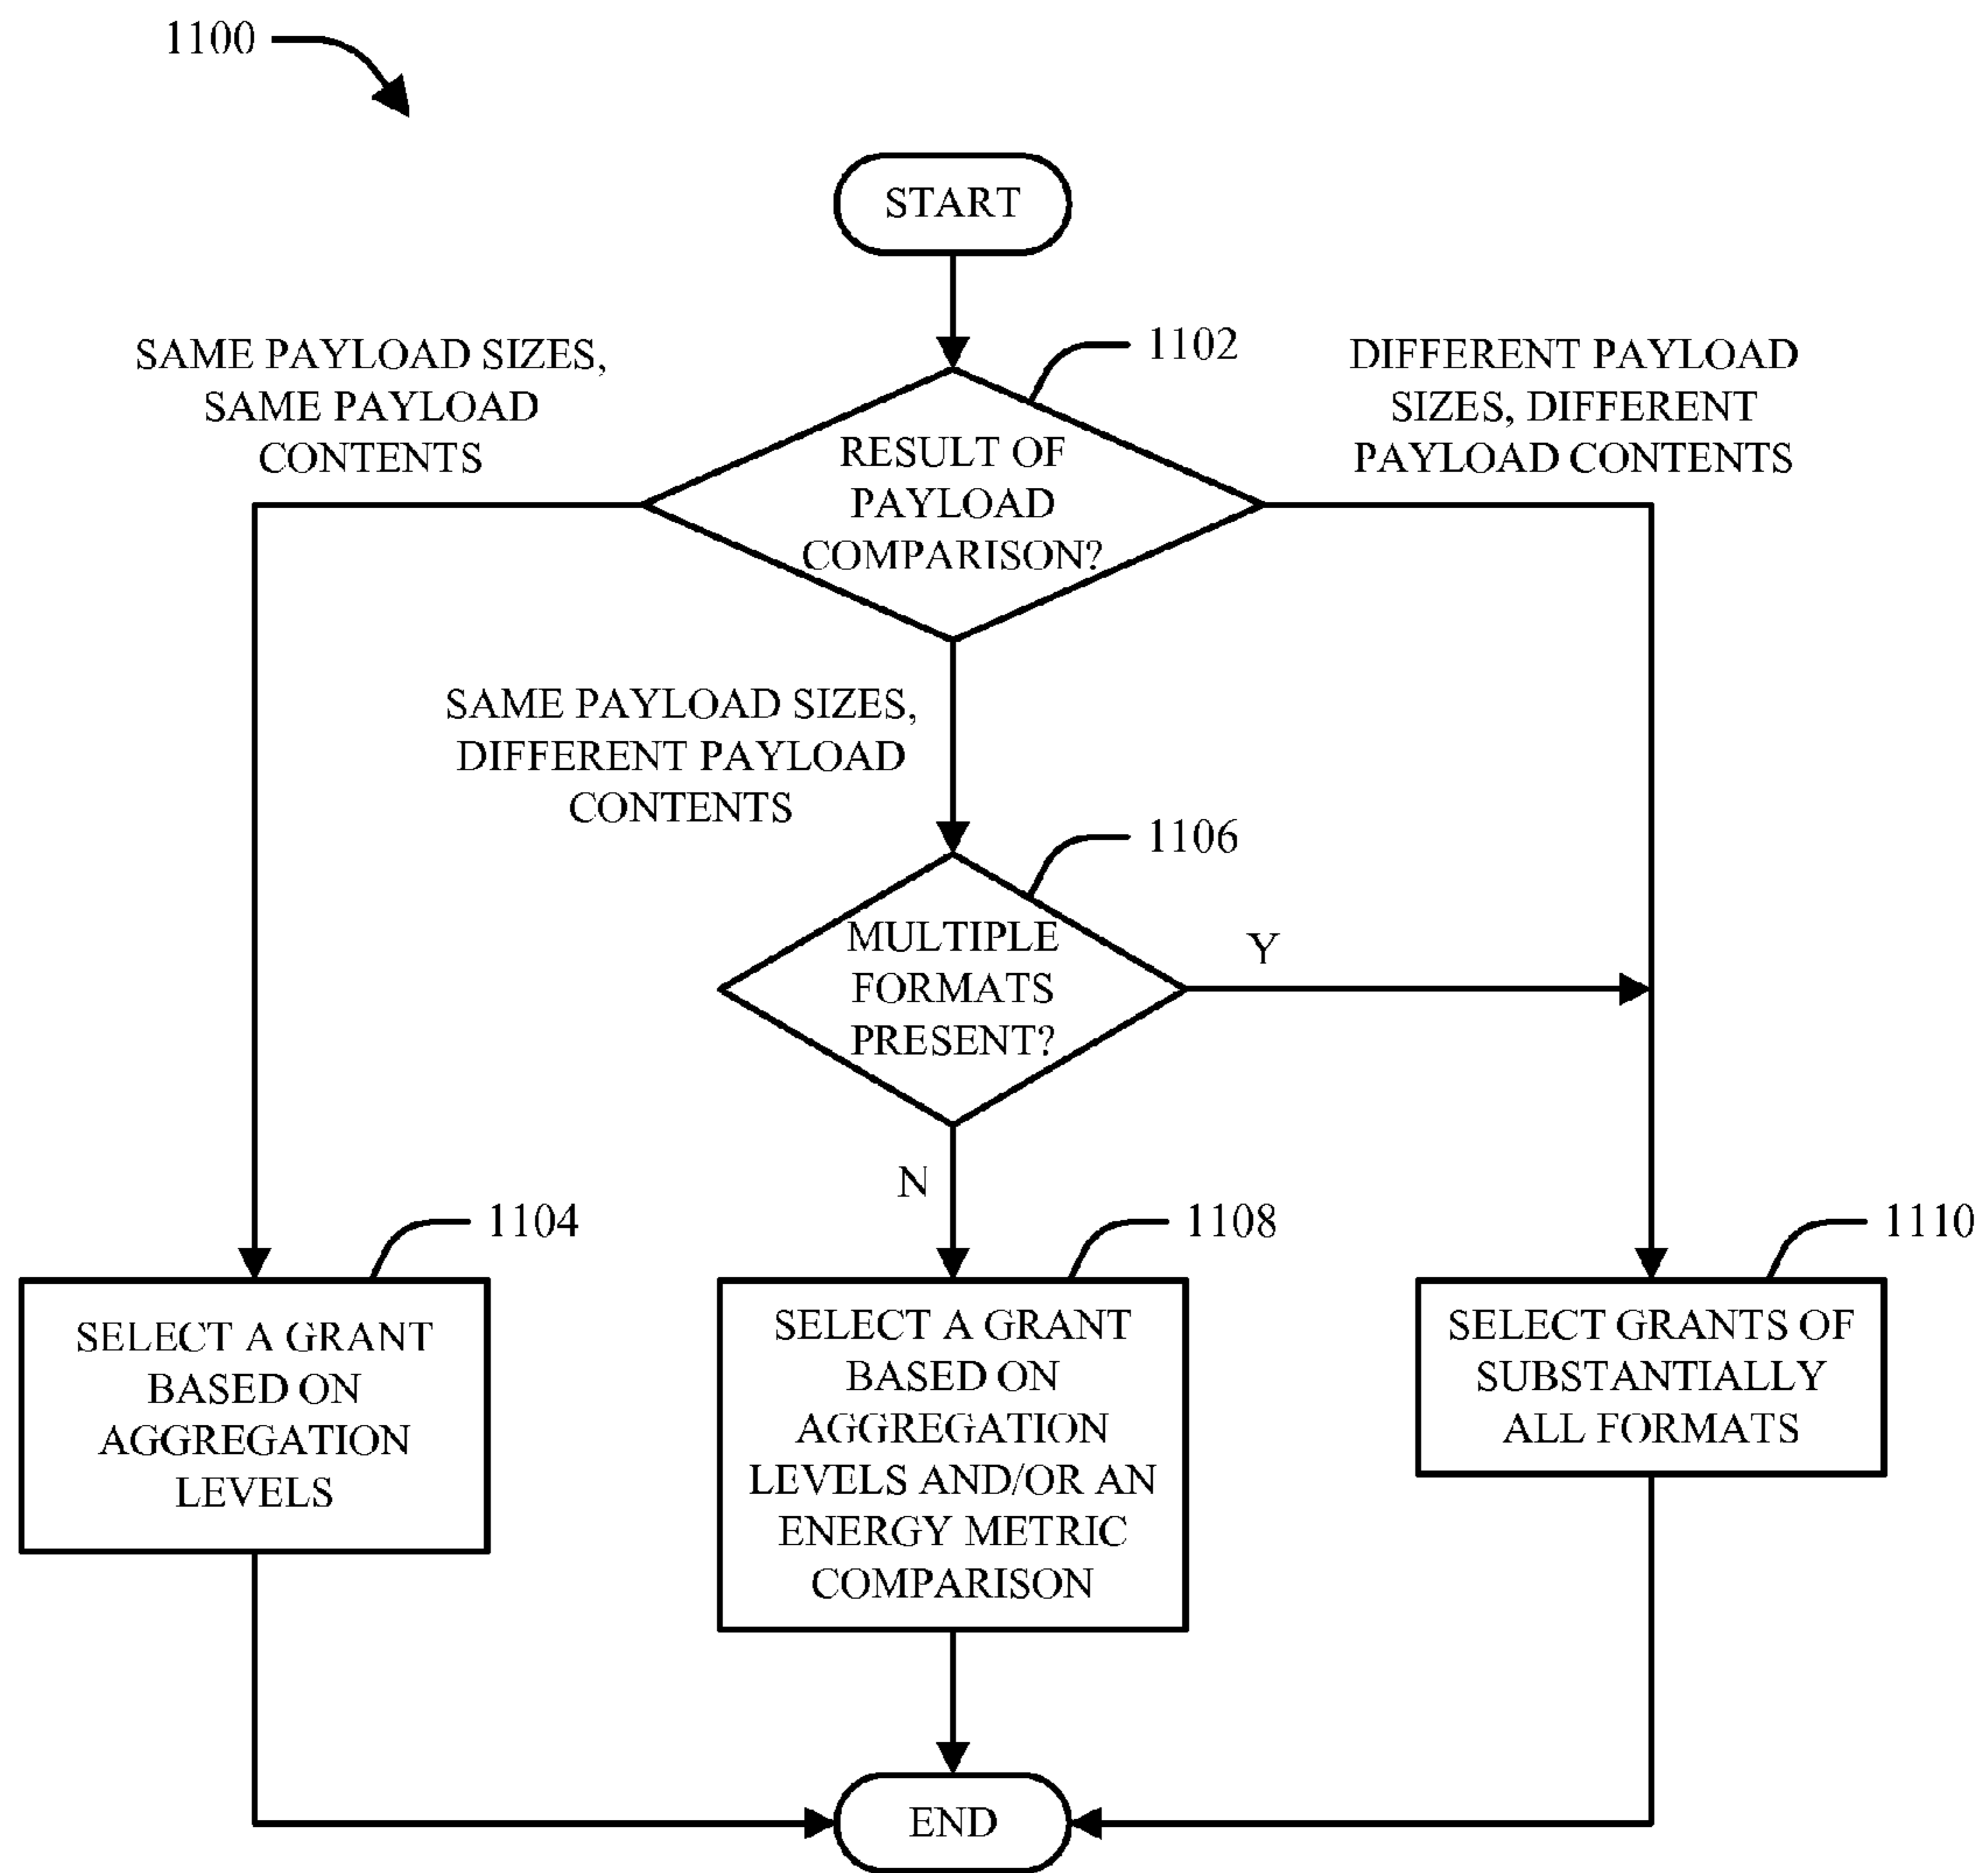 1100
START
1102
SAME PAYLOAD SIZES,
SAME PAYLOAD
CONTENTS
RESULT OF
PAYLOAD
COMPARISON?
DIFFERENT PAYLOAD
SIZES, DIFFERENT
PAYLOAD CONTENTS
SAME PAYLOAD SIZES,
DIFFERENT PAYLOAD
CONTENTS
1106
MULTIPLE
FORMATS
PRESENT?
Y
N
1104
SELECT A GRANT
BASED ON
AGGREGATION
LEVELS
1108
SELECT A GRANT
BASED ON
AGGREGATION
LEVELS AND/OR AN
ENERGY METRIC
COMPARISON
1110
SELECT GRANTS OF
SUBSTANTIALLY
ALL FORMATS
END